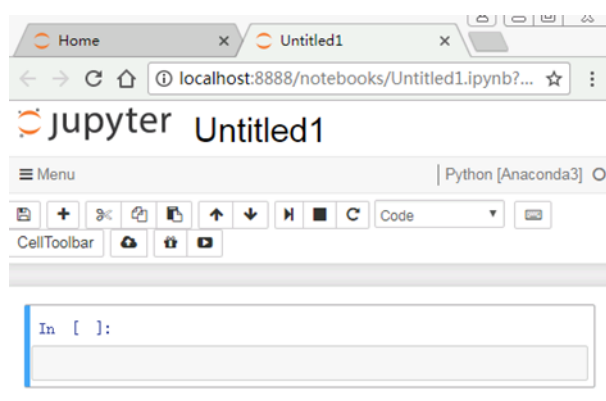 Home
Untitled1
localhost:8888/notebooks/Untitled1.ipynb?...
jupyter Untitled1
Menu
Python [Anaconda3]
Code
CellToolbar
In [ ]: